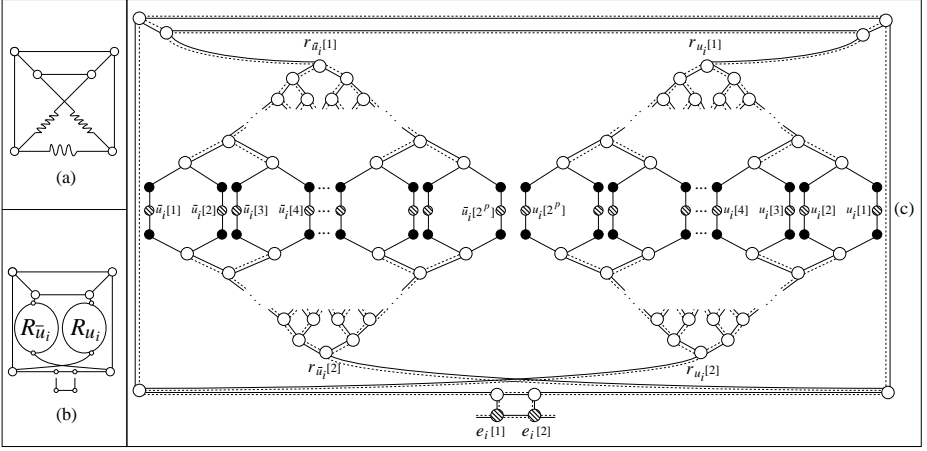 (a)
R_{ū_i} R_{u_i}
(b)
r_{ū_i}[1] r_{u_i}[1]
ū_i[1] ū_i[2] ū_i[3] ū_i[4] ... ū_i[2^p] u_i[2^p] ... u_i[4] u_i[3] u_i[2] u_i[1] (c)
r_{ū_i}[2] r_{u_i}[2]
e_i[1] e_i[2]